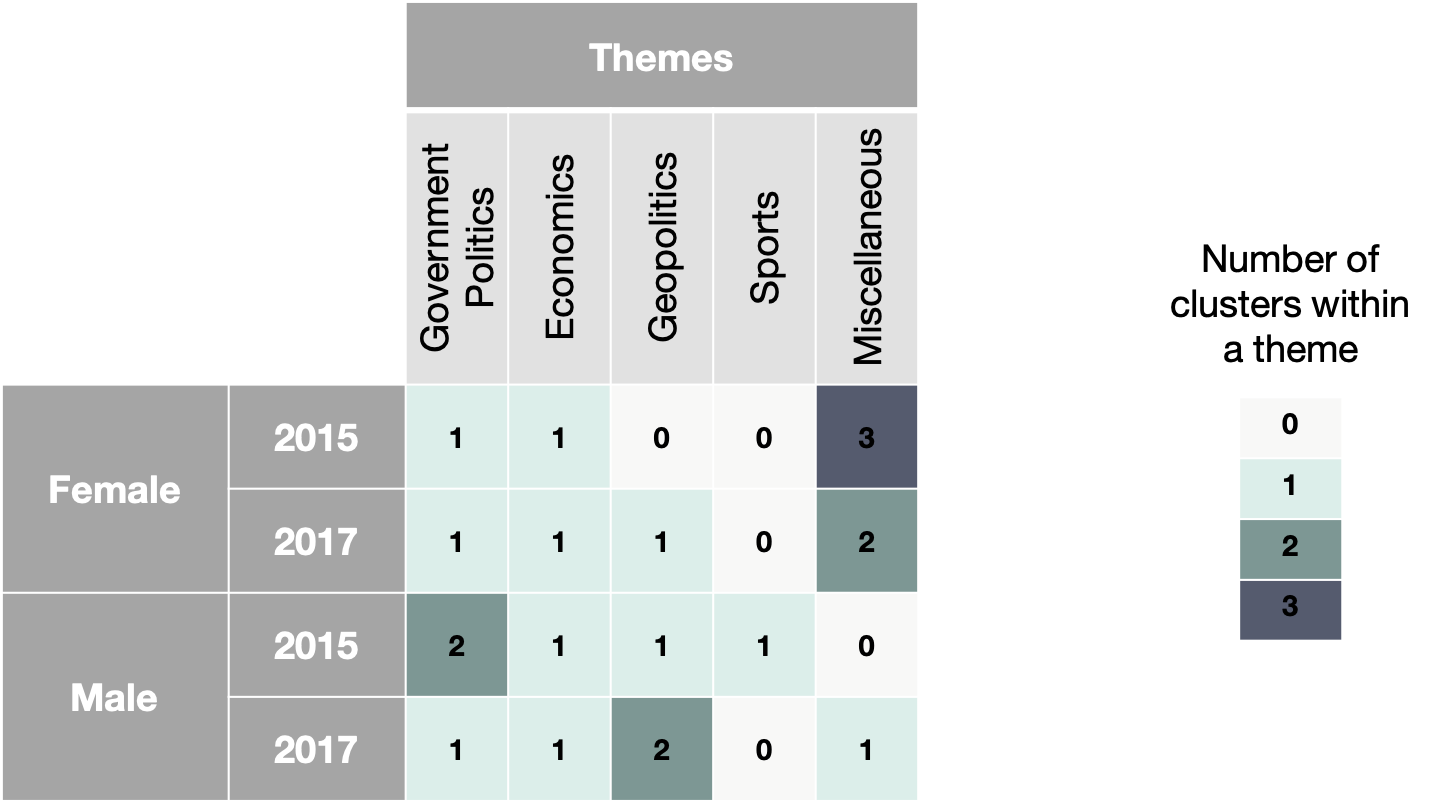 Themes
Government
Politics
Economics
Geopolitics
Sports
Miscellaneous
Number of
clusters within
a theme
0
1
2
3
Female
2015
1
1
0
0
3
2017
1
1
1
0
2
Male
2015
2
1
1
1
0
2017
1
1
2
0
1